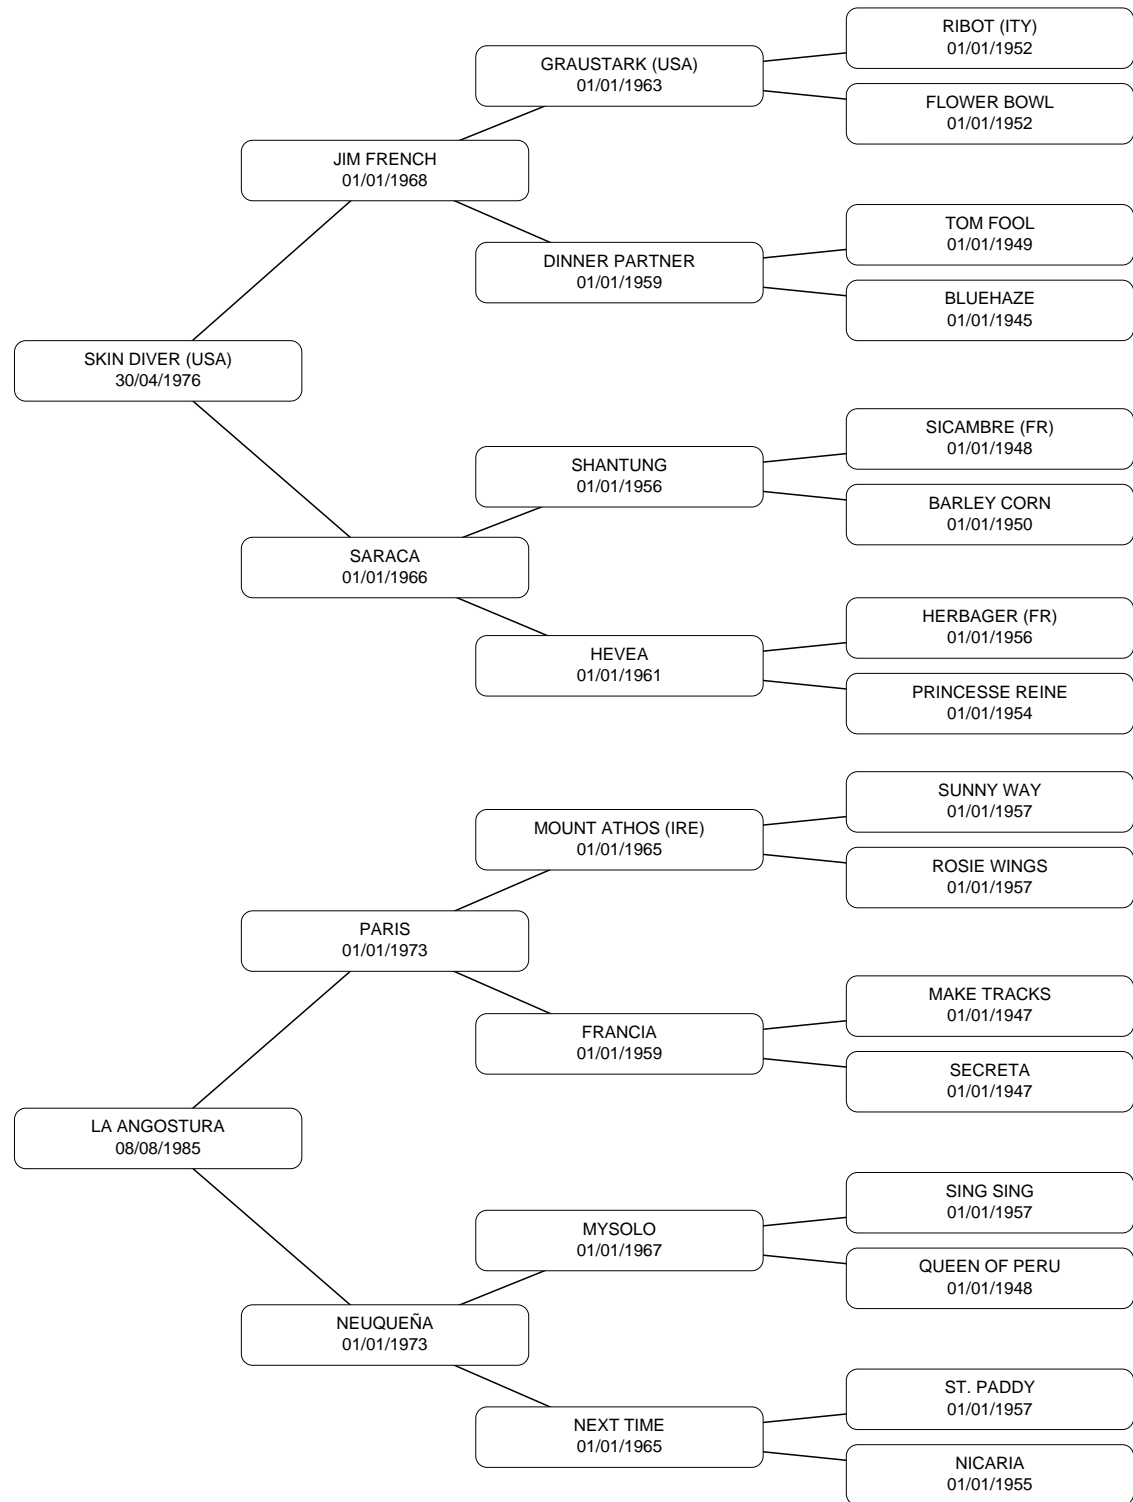 RIBOT (ITY)
01/01/1952
GRAUSTARK (USA)
01/01/1963
FLOWER BOWL
01/01/1952
JIM FRENCH
01/01/1968
TOM FOOL
01/01/1949
DINNER PARTNER
01/01/1959
BLUEHAZE
01/01/1945
SKIN DIVER (USA)
30/04/1976
SICAMBRE (FR)
01/01/1948
SHANTUNG
01/01/1956
BARLEY CORN
01/01/1950
SARACA
01/01/1966
HERBAGER (FR)
01/01/1956
HEVEA
01/01/1961
PRINCESSE REINE
01/01/1954
SUNNY WAY
01/01/1957
MOUNT ATHOS (IRE)
01/01/1965
ROSIE WINGS
01/01/1957
PARIS
01/01/1973
MAKE TRACKS
01/01/1947
FRANCIA
01/01/1959
SECRETA
01/01/1947
LA ANGOSTURA
08/08/1985
SING SING
01/01/1957
MYSOLO
01/01/1967
QUEEN OF PERU
01/01/1948
NEUQUEÑA
01/01/1973
ST. PADDY
01/01/1957
NEXT TIME
01/01/1965
NICARIA
01/01/1955